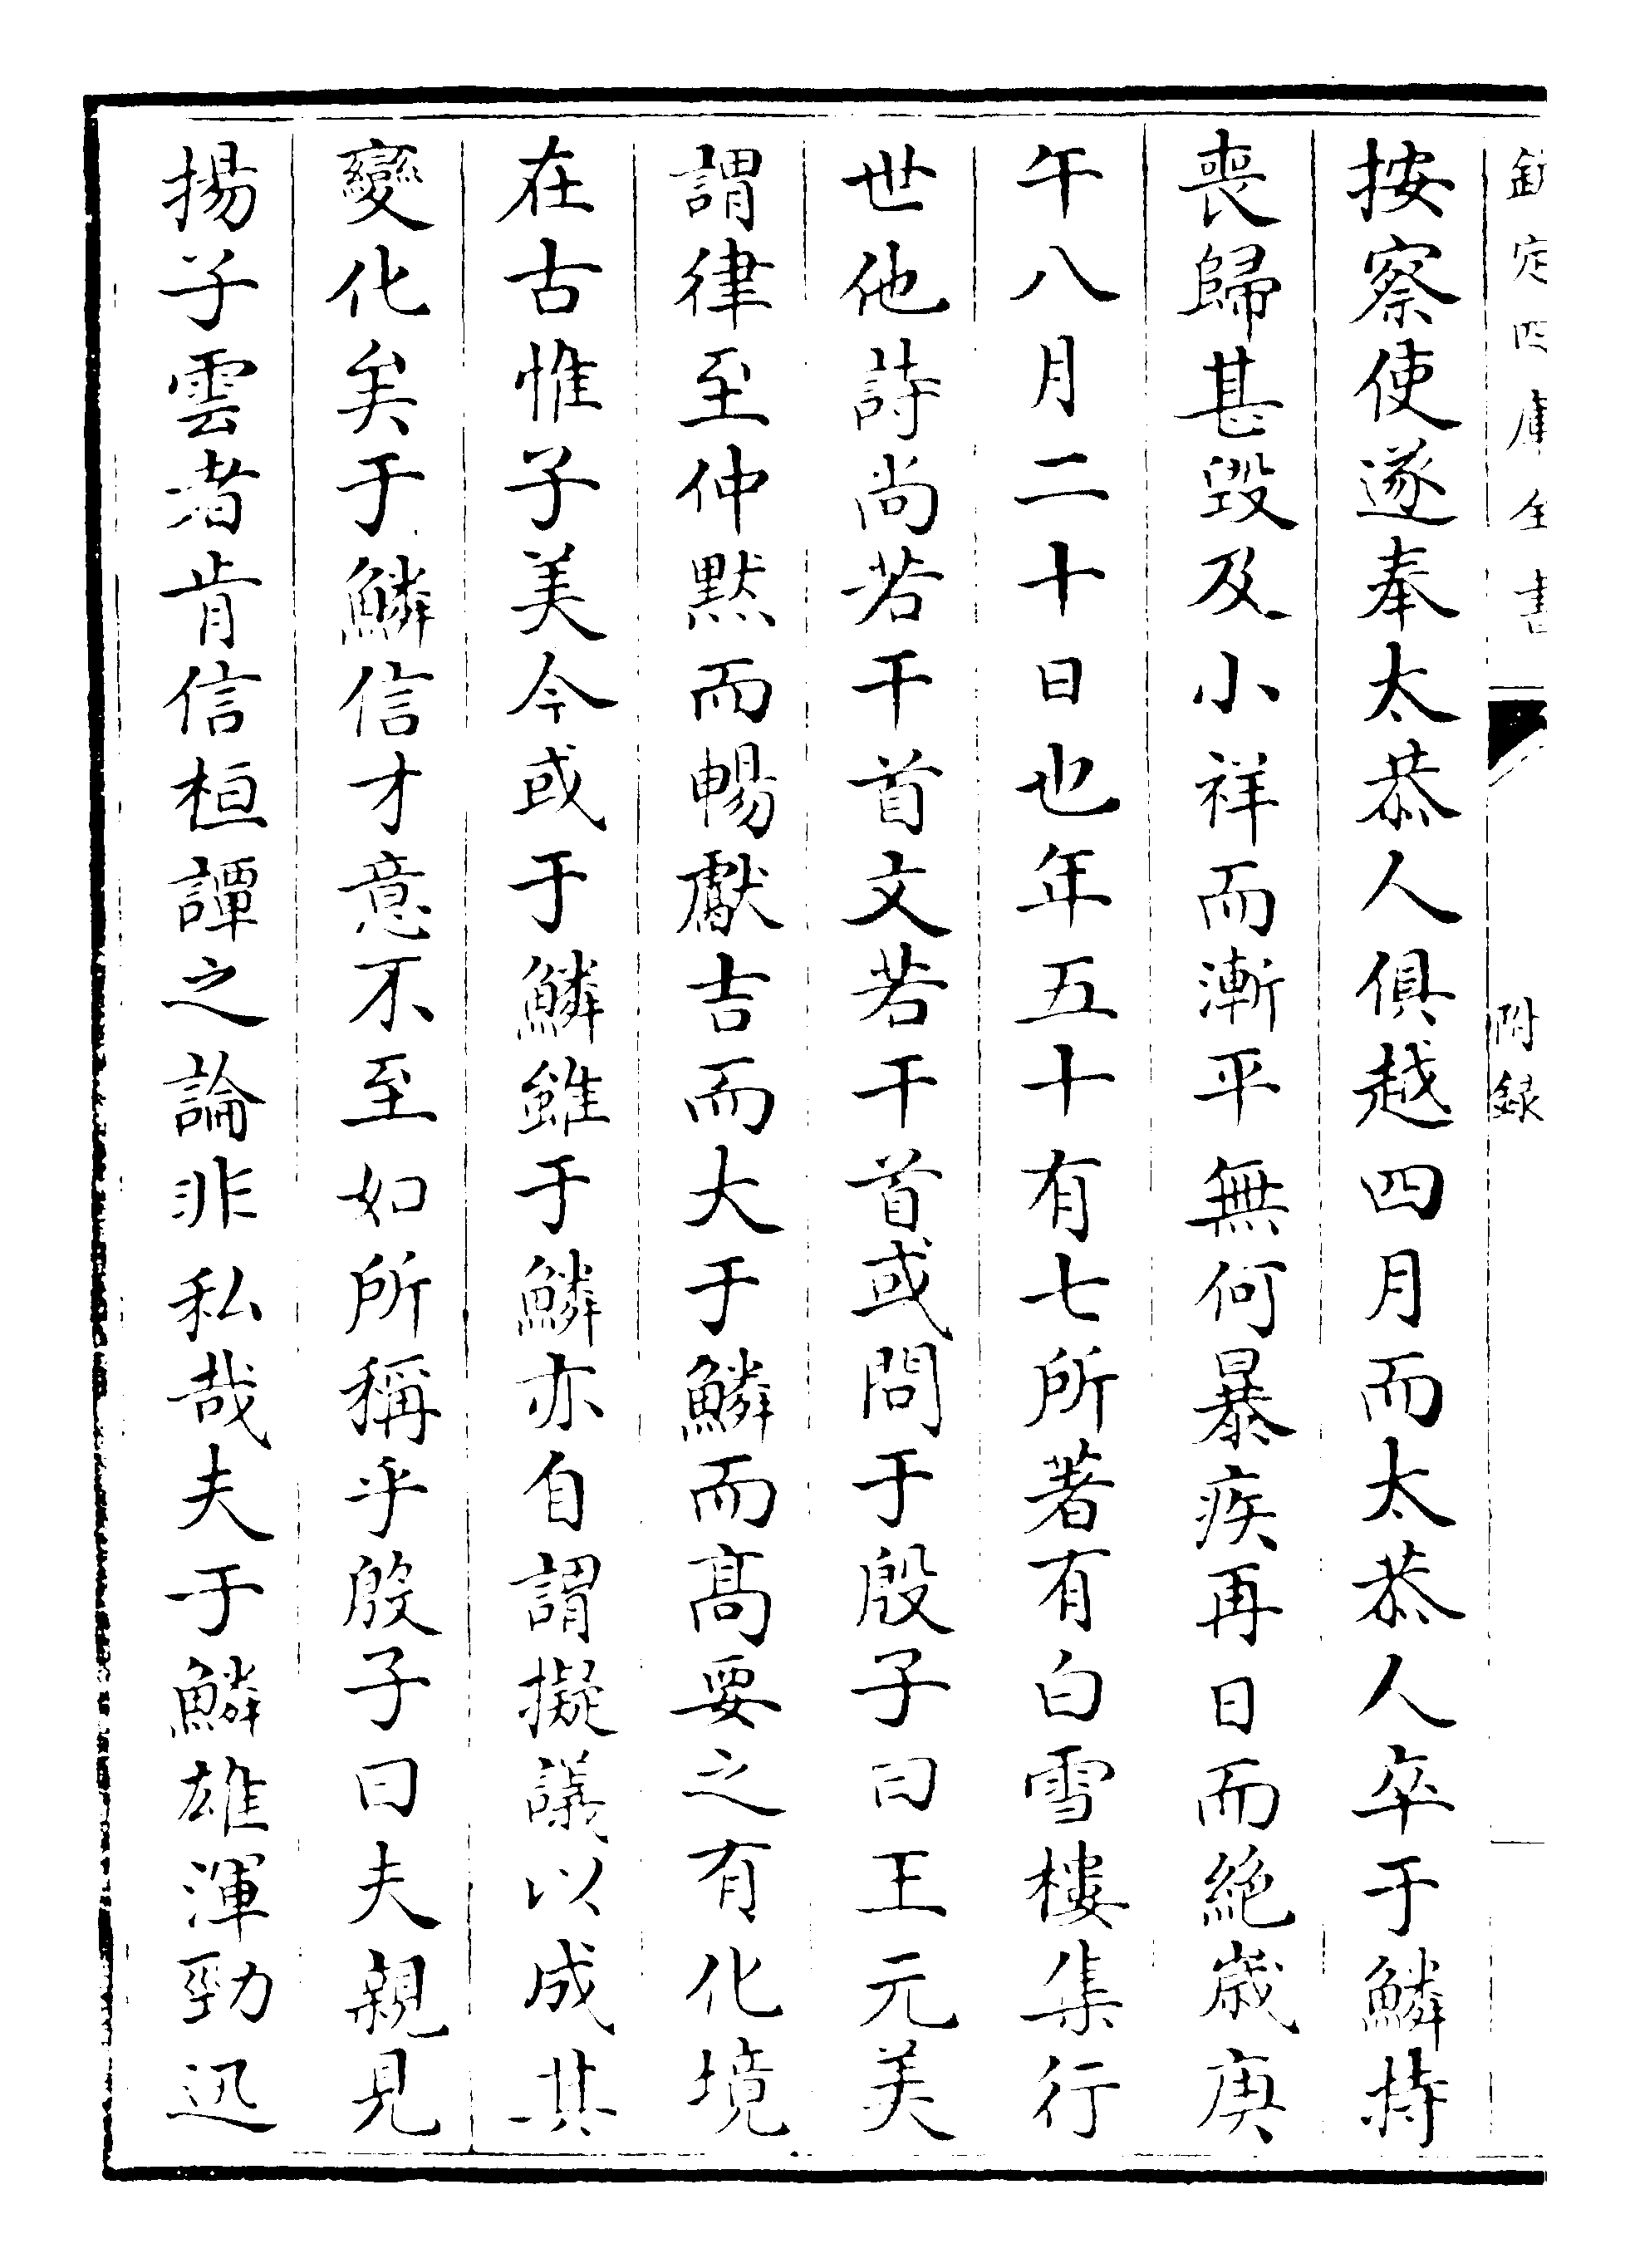 欽定四庫全書 附錄
按察使遂奉太恭人俱越四月而太恭人卒于鱗持
喪歸甚毀及小祥而漸平無何暴疾再日而絶歳庚
午八月二十日也年五十有七所著有白雪樓集行
世他詩尚若干首文若干首或問于殷子曰王元美
謂律至仲黙而暢獻吉而大于鱗而髙要之有化境
在古惟子美今或于鱗雖于鱗亦自謂擬議以成其
變化矣于鱗信才意不至如所稱乎殷子曰夫親見
揚子雲者肯信桓譚之論非私哉夫于鱗雄渾勁迅